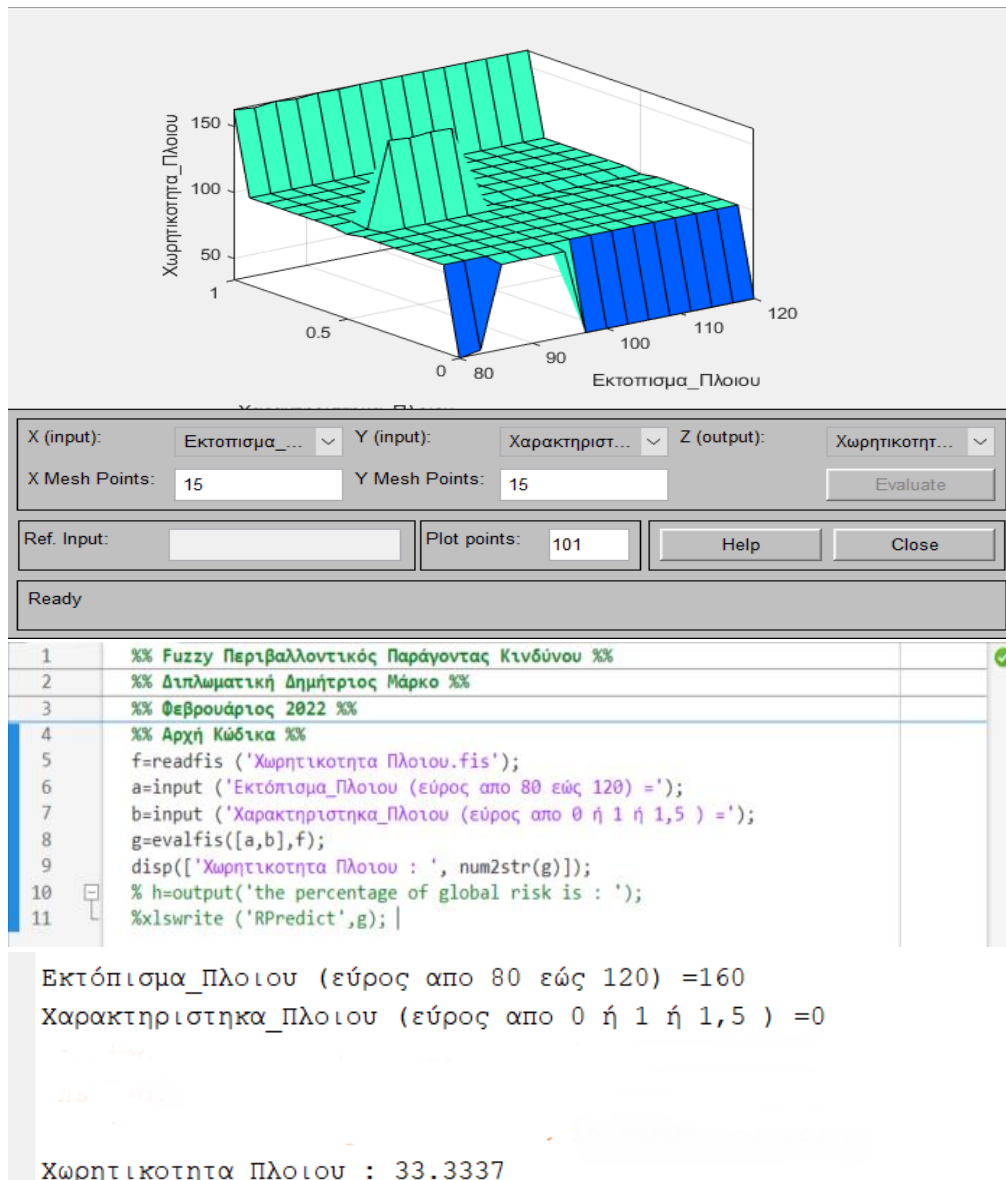 Χωρητικοτητα_Πλοιου
150
100
50
1
0.5
0
80
90
100
110
120
Εκτοπισμα_Πλοιου
X (input):
Εκτοπισμα_...
Y (input):
Χαρακτηριστ...
Z (output):
Χωρητικοτητ...
X Mesh Points:
15
Y Mesh Points:
15
Evaluate
Ref. Input:
Plot points:
101
Help
Close
Ready
1 %% Fuzzy Περιβαλλοντικός Παράγοντας Κινδύνου %%
2 %% Διπλωματική Δημήτριος Μάρκο %%
3 %% Φεβρουάριος 2022 %%
4 %% Αρχή Κώδικα %%
5 f=readfis ('Χωρητικοτητα Πλοιου.fis');
6 a=input ('Εκτόπισμα_Πλοιου (εύρος απο 80 εώς 120) =');
7 b=input ('Χαρακτηριστηκα_Πλοιου (εύρος απο 0 ή 1 ή 1,5 ) =');
8 g=evalfis([a,b],f);
9 disp(['Χωρητικοτητα Πλοιου : ', num2str(g)]);
10 % h=output('the percentage of global risk is : ');
11 %xlswrite ('RPredict',g);
Εκτόπισμα_Πλοιου (εύρος απο 80 εώς 120) =160
Χαρακτηριστηκα_Πλοιου (εύρος απο 0 ή 1 ή 1,5 ) =0
Χωρητικοτητα Πλοιου : 33.3337